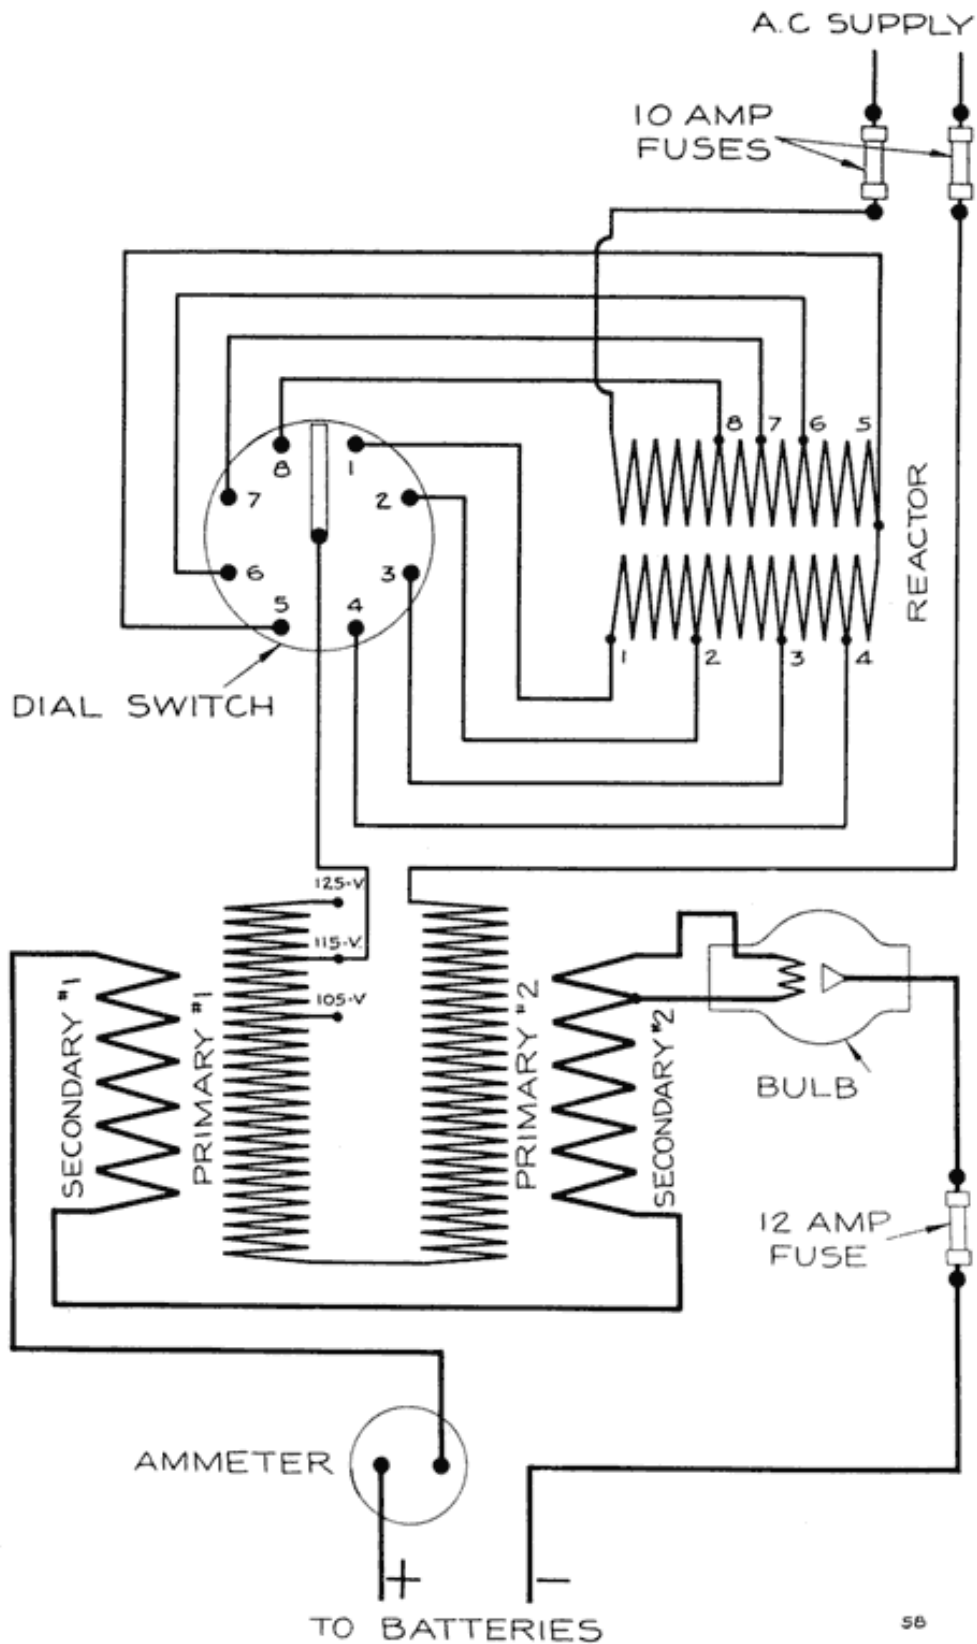 A.C SUPPLY
10 AMP
FUSES
8 7 6 5
8 1
7 2
6 3
5 4
REACTOR
1 2 3 4
DIAL SWITCH
125-V
115-V.
105-V
SECONDARY #1
PRIMARY #1
PRIMARY #2
SECONDARY #2
BULB
12 AMP
FUSE
AMMETER
+ −
TO BATTERIES
58